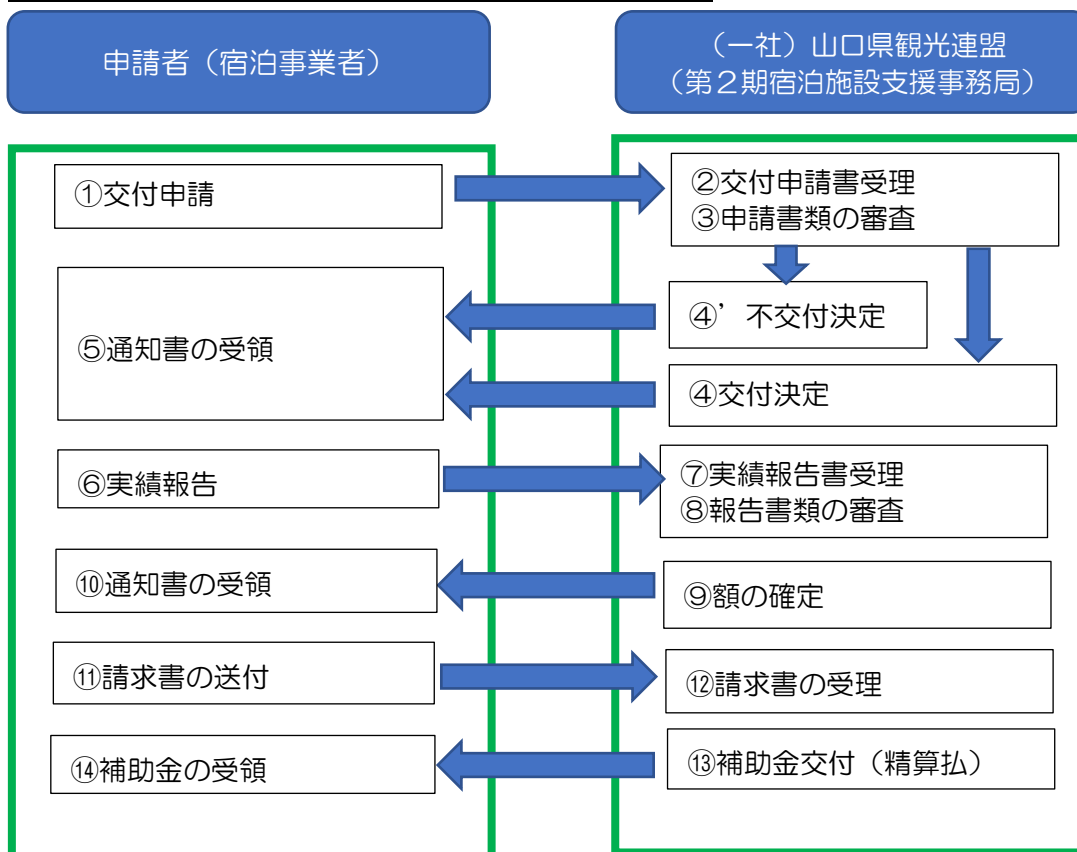 申請者（宿泊事業者）
（一社）山口県観光連盟
（第２期宿泊施設支援事務局）
①交付申請
②交付申請書受理
③申請書類の審査
④’不交付決定
⑤通知書の受領
④交付決定
⑥実績報告
⑦実績報告書受理
⑧報告書類の審査
⑩通知書の受領
⑨額の確定
⑪請求書の送付
⑫請求書の受理
⑭補助金の受領
⑬補助金交付（精算払）